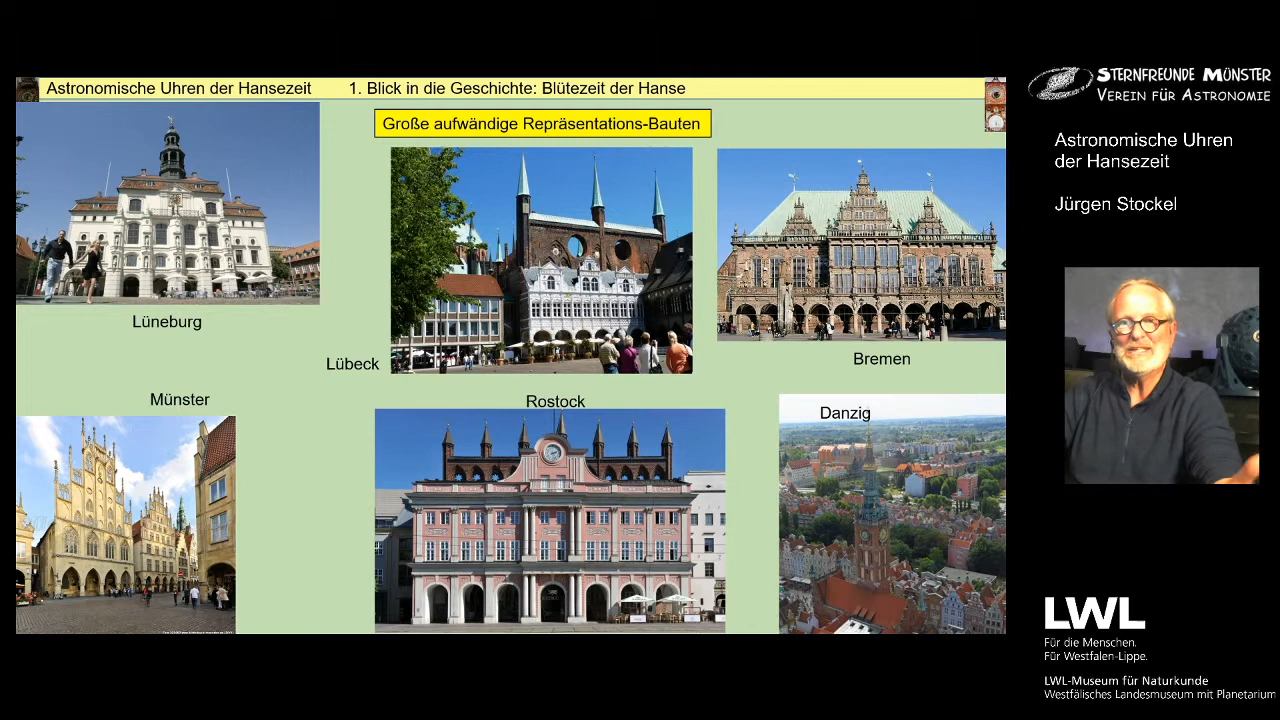 Astronomische Uhren der Hansezeit
1. Blick in die Geschichte: Blütezeit der Hanse
Große aufwändige Repräsentations-Bauten
Lüneburg
Lübeck
Bremen
Münster
Rostock
Danzig
STERNFREUNDE MÜNSTER
VEREIN FÜR ASTRONOMIE
Astronomische Uhren
der Hansezeit
Jürgen Stockel
LWL
Für die Menschen.
Für Westfalen-Lippe.
LWL-Museum für Naturkunde
Westfälisches Landesmuseum mit Planetarium